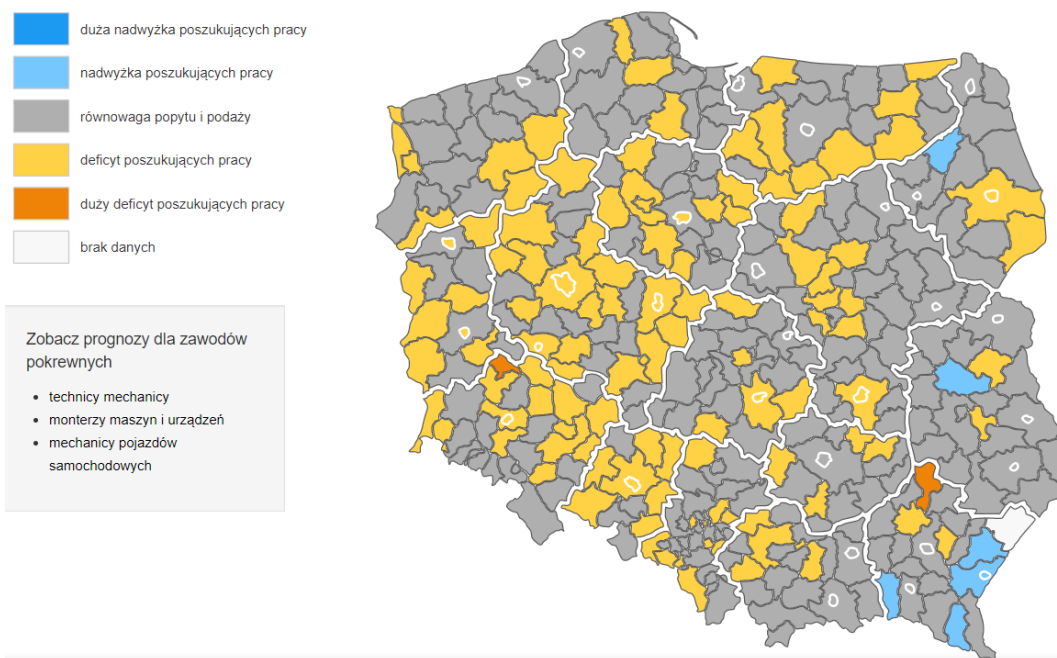 duża nadwyżka poszukujących pracy
nadwyżka poszukujących pracy
równowaga popytu i podaży
deficyt poszukujących pracy
duży deficyt poszukujących pracy
brak danych
Zobacz prognozy dla zawodów
pokrewnych
technicy mechanicy
monterzy maszyn i urządzeń
mechanicy pojazdów
samochodowych